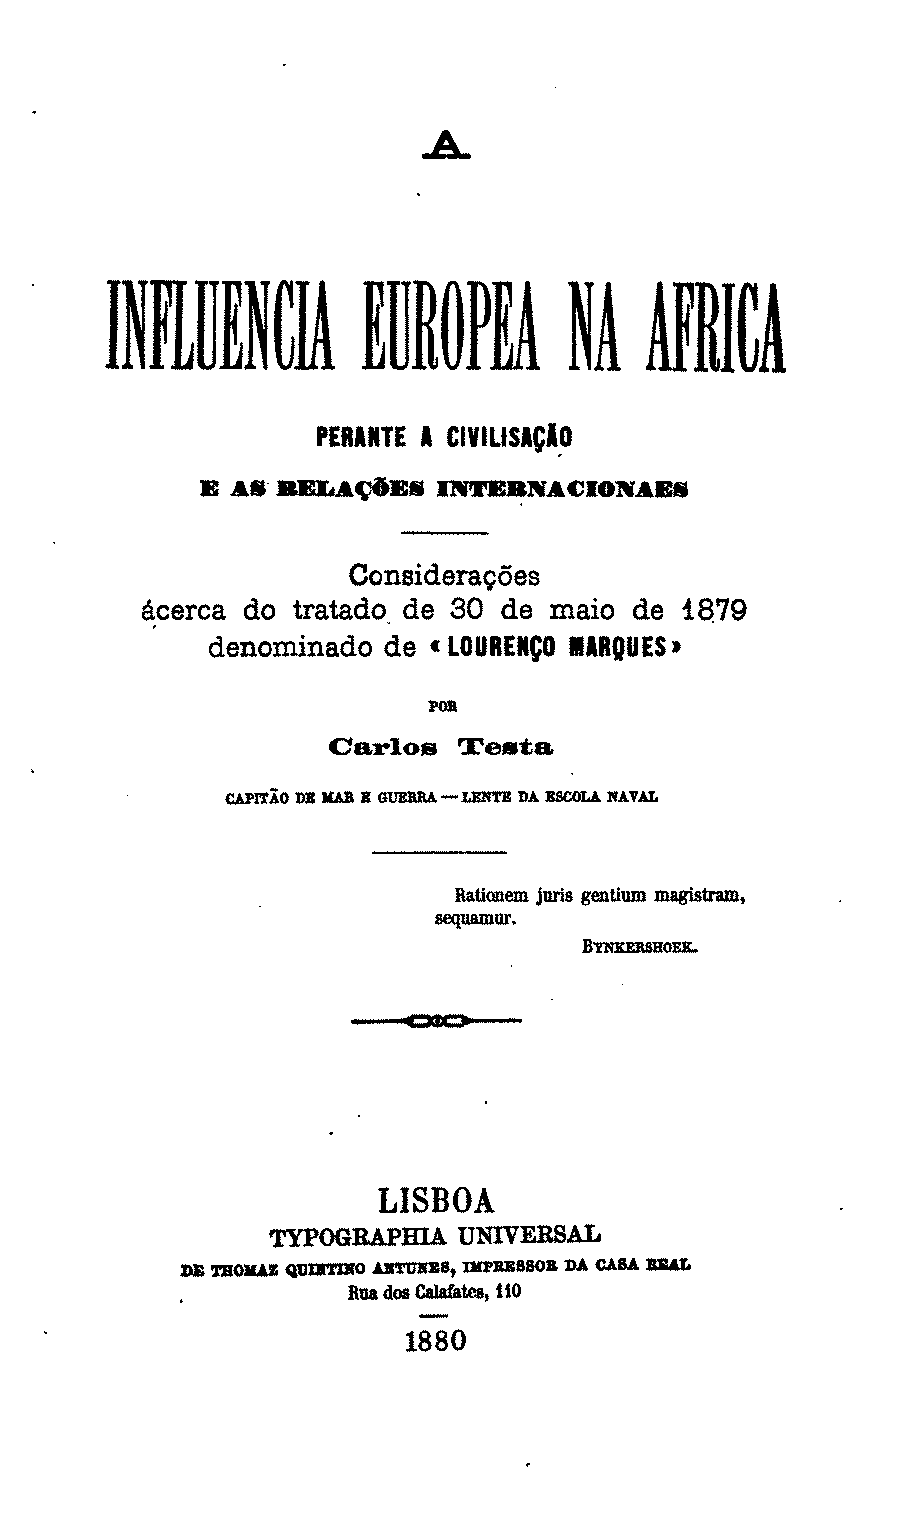 A
INFLUENCIA EUROPEA NA AFRICA
PERANTE A CIVILISAÇÃO
E AS RELAÇÕES INTERNACIONAES
Considerações
ácerca do tratado de 30 de maio de 1879
denominado de «LOURENÇO MARQUES»
POR
Carlos Testa
CAPITÃO DE MAR E GUERRA — LENTE DA ESCOLA NAVAL
Rationem juris gentium magistram,
sequamur.
BYNKERSHOEK.
LISBOA
TYPOGRAPHIA UNIVERSAL
DE THOMAZ QUINTINO ANTUNES, IMPRESSOR DA CASA REAL
Rua dos Calafates, 110
1880